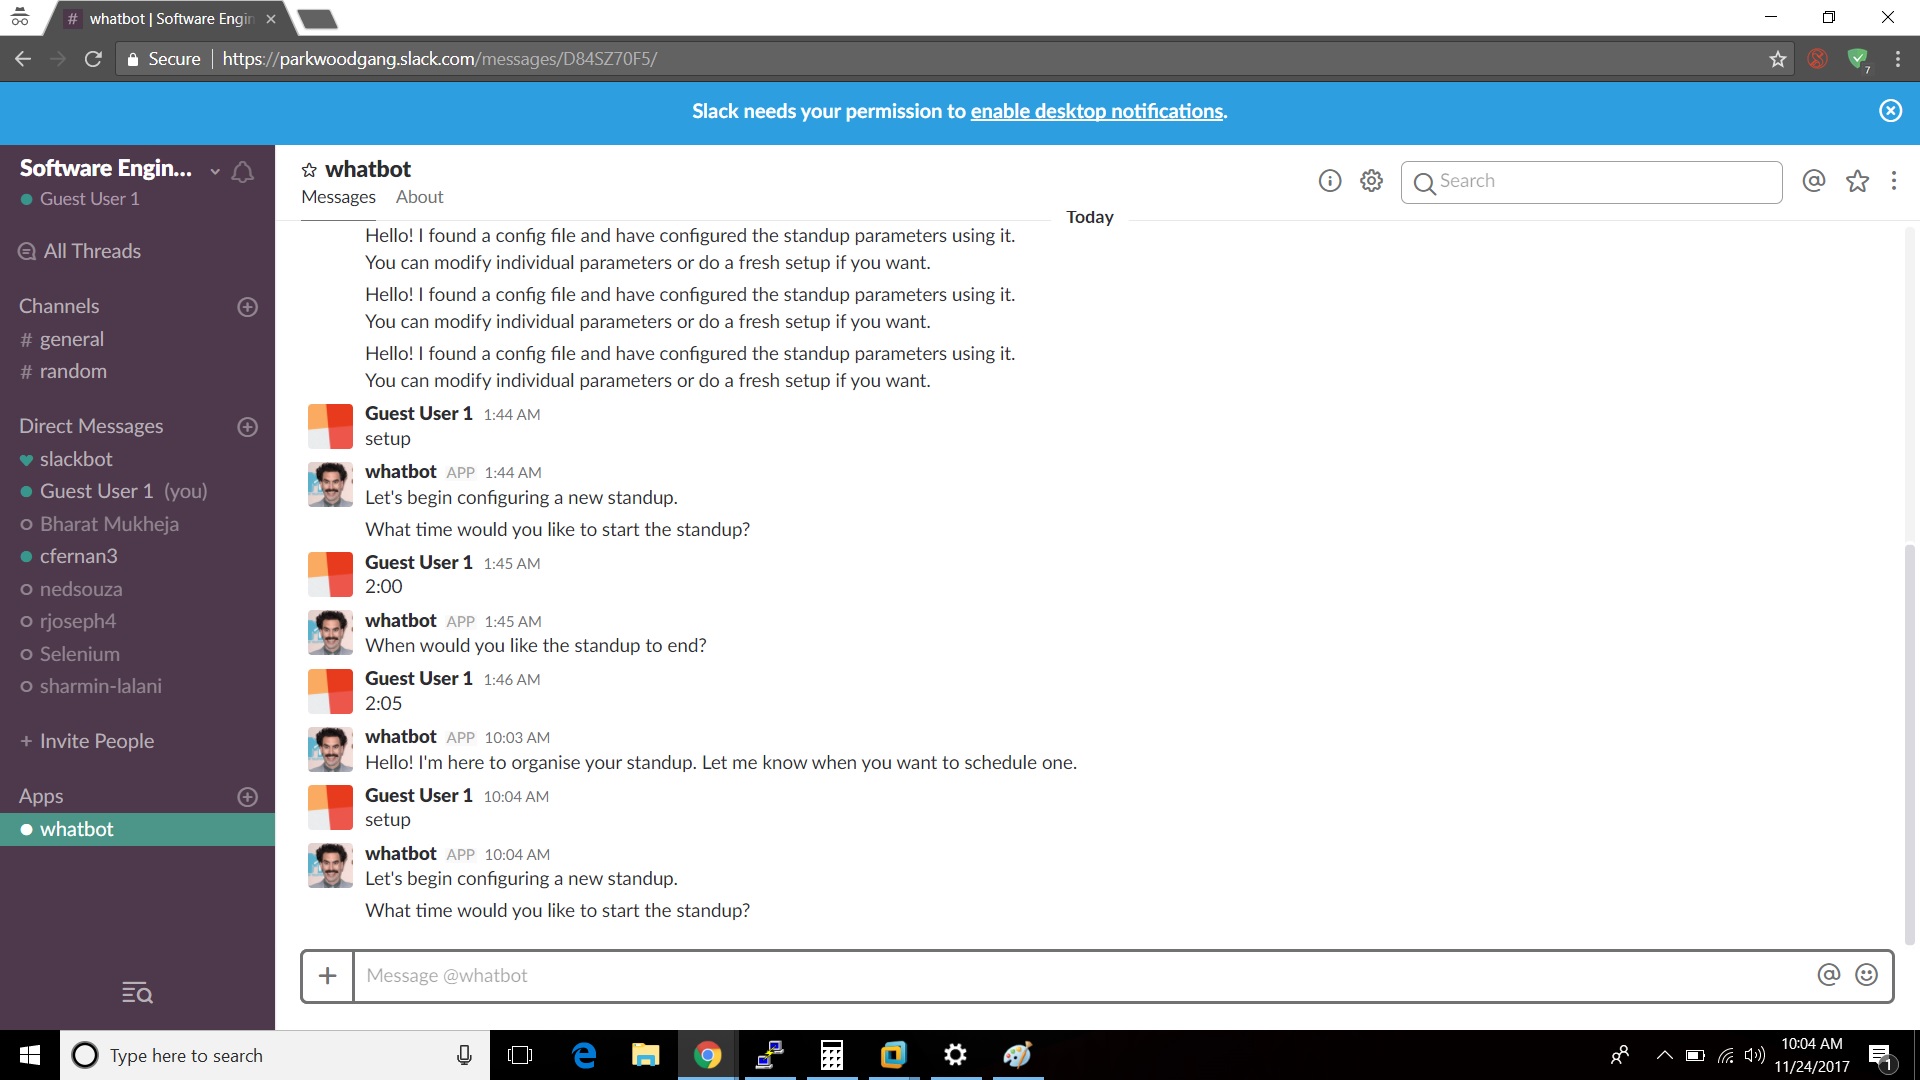 whatbot | Software Engin
Secure
https://parkwoodgang.slack.com/messages/D84SZ70F5/
7
Slack needs your permission to enable desktop notifications.
Software Engin...
Guest User 1
All Threads
Channels
# general
# random
Direct Messages
slackbot
Guest User 1 (you)
Bharat Mukheja
cfernan3
nedsouza
rjoseph4
Selenium
sharmin-lalani
+ Invite People
Apps
whatbot
whatbot
Messages About
Search
Today
Hello! I found a config file and have configured the standup parameters using it.
You can modify individual parameters or do a fresh setup if you want.
Hello! I found a config file and have configured the standup parameters using it.
You can modify individual parameters or do a fresh setup if you want.
Hello! I found a config file and have configured the standup parameters using it.
You can modify individual parameters or do a fresh setup if you want.
Guest User 1 1:44 AM
setup
whatbot APP 1:44 AM
Let's begin configuring a new standup.
What time would you like to start the standup?
Guest User 1 1:45 AM
2:00
whatbot APP 1:45 AM
When would you like the standup to end?
Guest User 1 1:46 AM
2:05
whatbot APP 10:03 AM
Hello! I'm here to organise your standup. Let me know when you want to schedule one.
Guest User 1 10:04 AM
setup
whatbot APP 10:04 AM
Let's begin configuring a new standup.
What time would you like to start the standup?
Message @whatbot
Type here to search
10:04 AM
11/24/2017
1